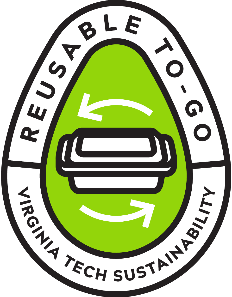 REUSABLE TO-GO
VIRGINIA TECH SUSTAINABILITY